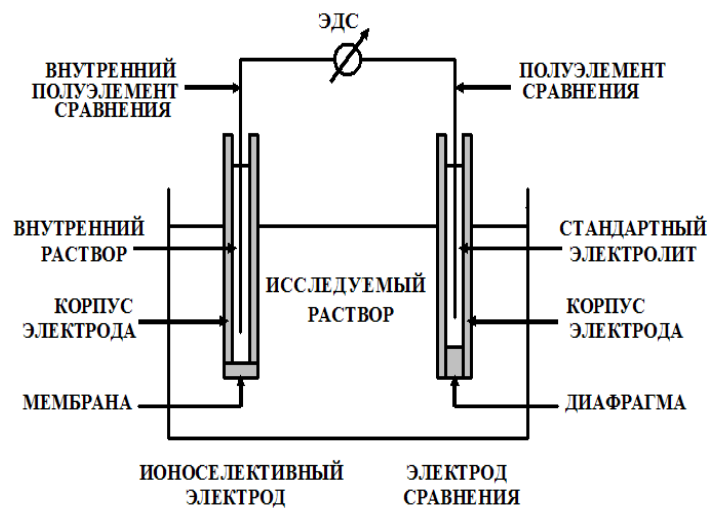 ЭДС
ВНУТРЕННИЙ
ПОЛУЭЛЕМЕНТ
СРАВНЕНИЯ
ПОЛУЭЛЕМЕНТ
СРАВНЕНИЯ
ВНУТРЕННИЙ
РАСТВОР
СТАНДАРТНЫЙ
ЭЛЕКТРОЛИТ
ИССЛЕДУЕМЫЙ
РАСТВОР
КОРПУС
ЭЛЕКТРОДА
КОРПУС
ЭЛЕКТРОДА
МЕМБРАНА
ДИАФРАГМА
ИОНОСЕЛЕКТИВНЫЙ
ЭЛЕКТРОД
ЭЛЕКТРОД
СРАВНЕНИЯ